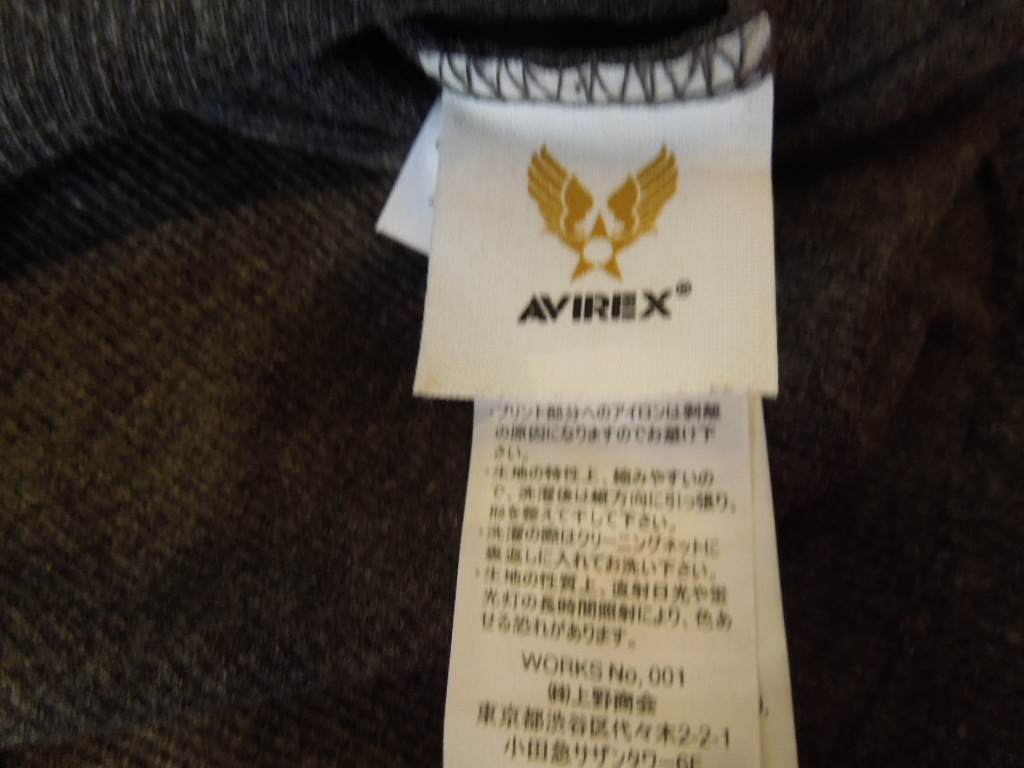 AVIREX®
・プリント部分へのアイロンは剥離
の原因になりますのでお避け下
さい。
・生地の特性上、縮みやすいの
で、洗濯後は縦方向に引っ張り、
形を整えて干して下さい。
・洗濯の際はクリーニングネットに
裏返しに入れてお洗い下さい。
・生地の性質上、直射日光や蛍
光灯の長時間照射により、色あ
せる恐れがあります。
WORKS No, 001
㈱上野商会
東京都渋谷区代々木2-2-1
小田急サザンタワー6F